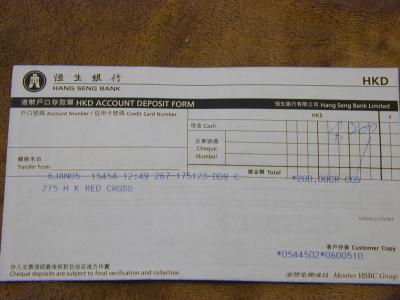 恒生銀行
HANG SENG BANK
HKD
港幣戶口存款單 HKD ACCOUNT DEPOSIT FORM
恒生銀行有限公司 Hang Seng Bank Limited
戶口號碼 Account Number / 信用卡號碼 Credit Card Number
HK$ ¢
現金 Cash
$200
支票號碼
Cheque
Number
轉賬來自
Transfer from
總金額 Total
6JAN05 1545A 12:49 267-175123-009 C *200.00CR CCS
275 H K RED CROSS
客戶存根 Customer Copy
*0544502*0600510
存入支票須經最後核對及收妥後方作實
Cheque deposits are subject to final verification and collection
滙豐集團成員 Member HSBC Group